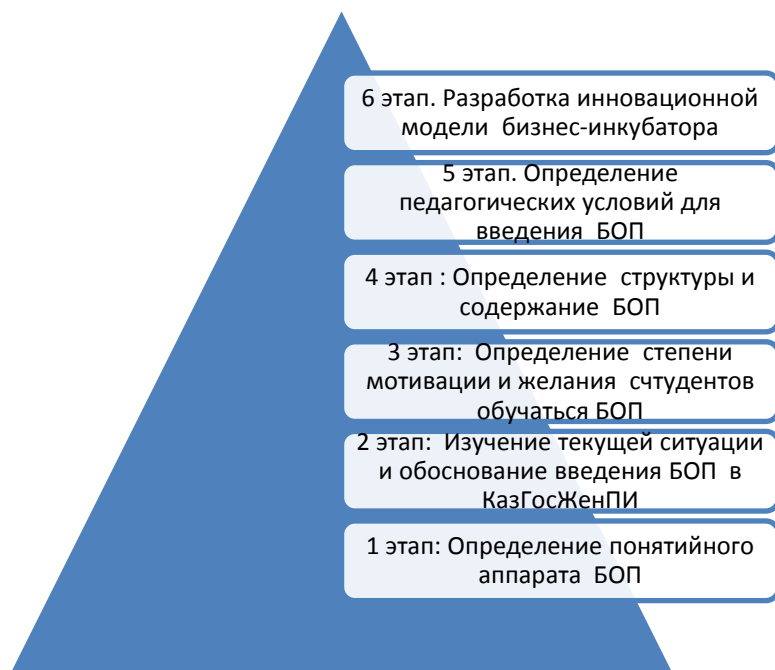 6 этап. Разработка инновационной
модели бизнес-инкубатора
5 этап. Определение
педагогических условий для
введения БОП
4 этап : Определение структуры и
содержание БОП
3 этап: Определение степени
мотивации и желания счтудентов
обучаться БОП
2 этап: Изучение текущей ситуации
и обоснование введения БОП в
КазГосЖенПИ
1 этап: Определение понятийного
аппарата БОП